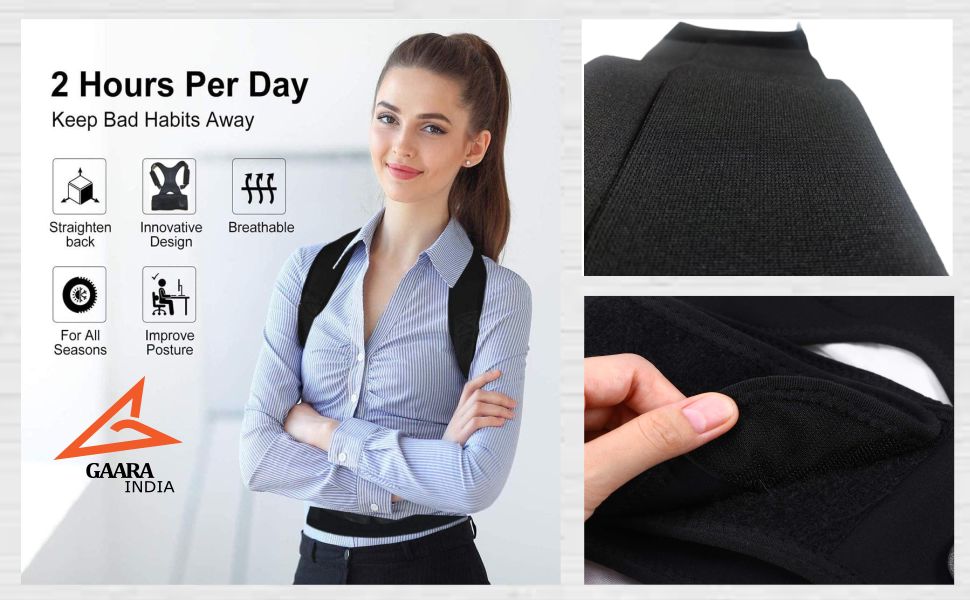 2 Hours Per Day
Keep Bad Habits Away
Straighten
back
Innovative
Design
Breathable
For All
Seasons
Improve
Posture
GAARA
INDIA